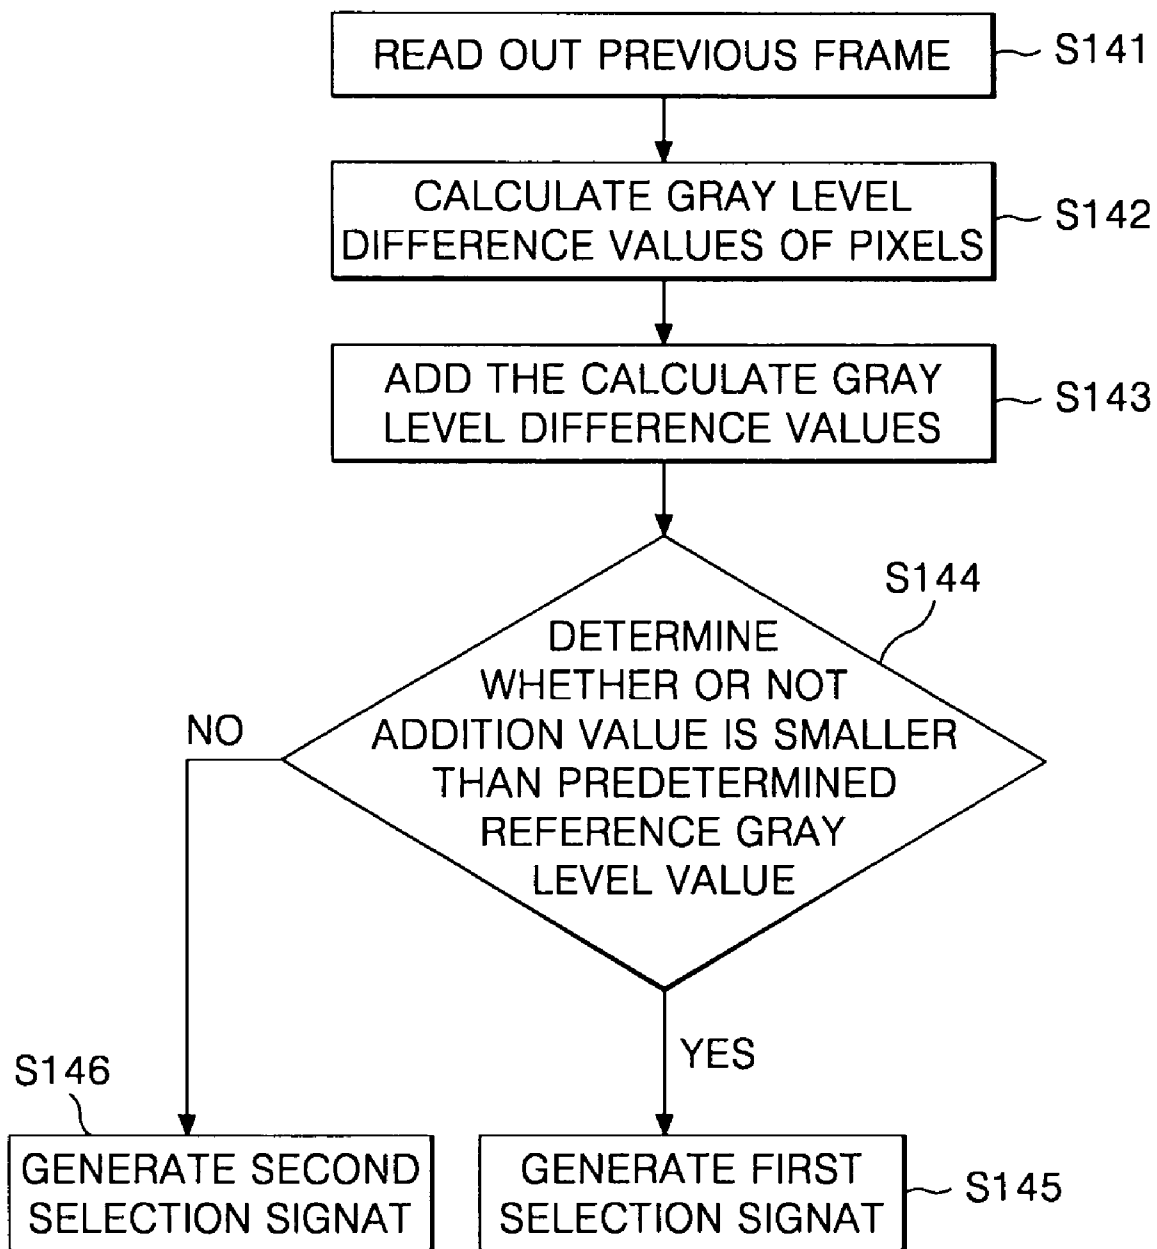 READ OUT PREVIOUS FRAME
S141
CALCULATE GRAY LEVEL
DIFFERENCE VALUES OF PIXELS
S142
ADD THE CALCULATE GRAY
LEVEL DIFFERENCE VALUES
S143
S144
DETERMINE
WHETHER OR NOT
ADDITION VALUE IS SMALLER
THAN PREDETERMINED
REFERENCE GRAY
LEVEL VALUE
NO
YES
S146
GENERATE SECOND
SELECTION SIGNAT
GENERATE FIRST
SELECTION SIGNAT
S145